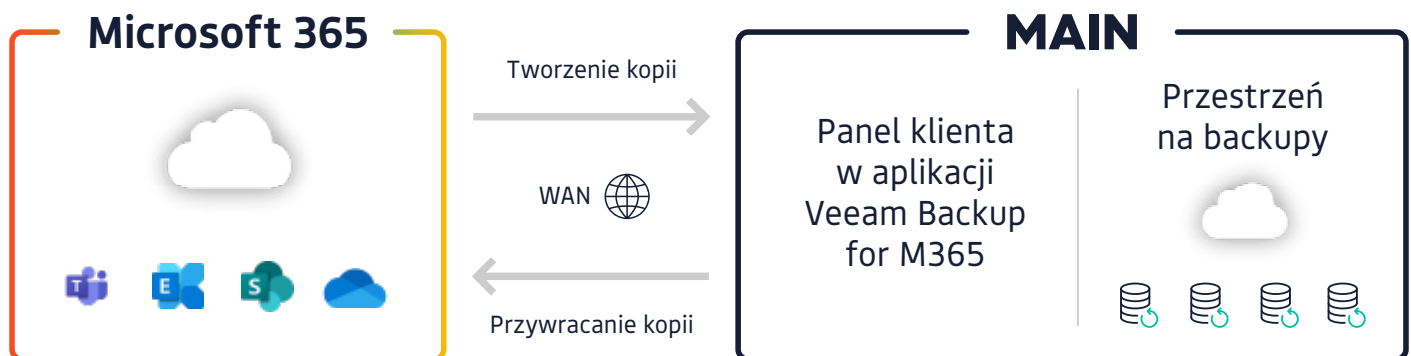 Microsoft 365
T
E
S
Tworzenie kopii
WAN
Przywracanie kopii
MAIN
Panel klienta
w aplikacji
Veeam Backup
for M365
Przestrzeń
na backupy